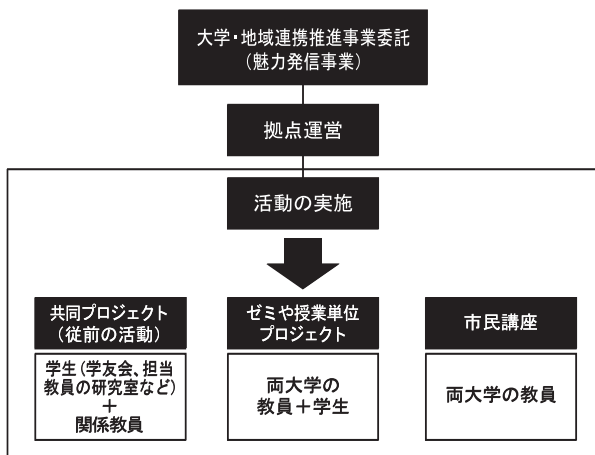 大学・地域連携推進事業委託
（魅力発信事業）
拠点運営
活動の実施
共同プロジェクト
（従前の活動）
学生（学友会、担当
教員の研究室など）
＋
関係教員
ゼミや授業単位
プロジェクト
両大学の
教員＋学生
市民講座
両大学の教員